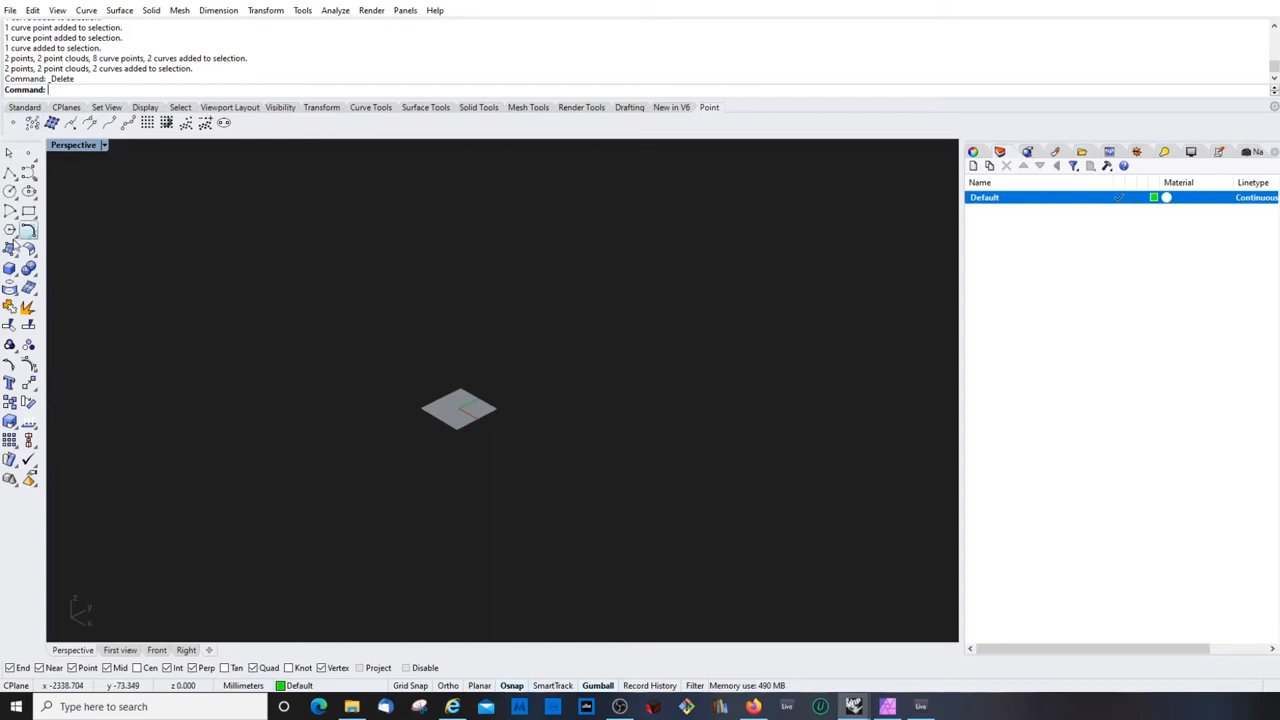 File Edit View Curve Surface Solid Mesh Dimension Transform Tools Analyze Render Panels Help
1 curve point added to selection.
1 curve point added to selection.
1 curve added to selection.
2 points, 2 point clouds, 8 curve points, 2 curves added to selection.
2 points, 2 point clouds, 2 curves added to selection.
Command: _Delete
Command:
Standard CPlanes Set View Display Select Viewport Layout Visibility Transform Curve Tools Surface Tools Solid Tools Mesh Tools Render Tools Drafting New in V6 Point
Perspective
Na
Name Material Linetype
Default Continuous
z
y
x
Perspective First view Front Right
End Near Point Mid Cen Int Perp Tan Quad Knot Vertex Project Disable
CPlane x -2338.704 y -73.349 z 0.000 Millimeters Default Grid Snap Ortho Planar Osnap SmartTrack Gumball Record History Filter Memory use: 490 MB
Type here to search Live Live